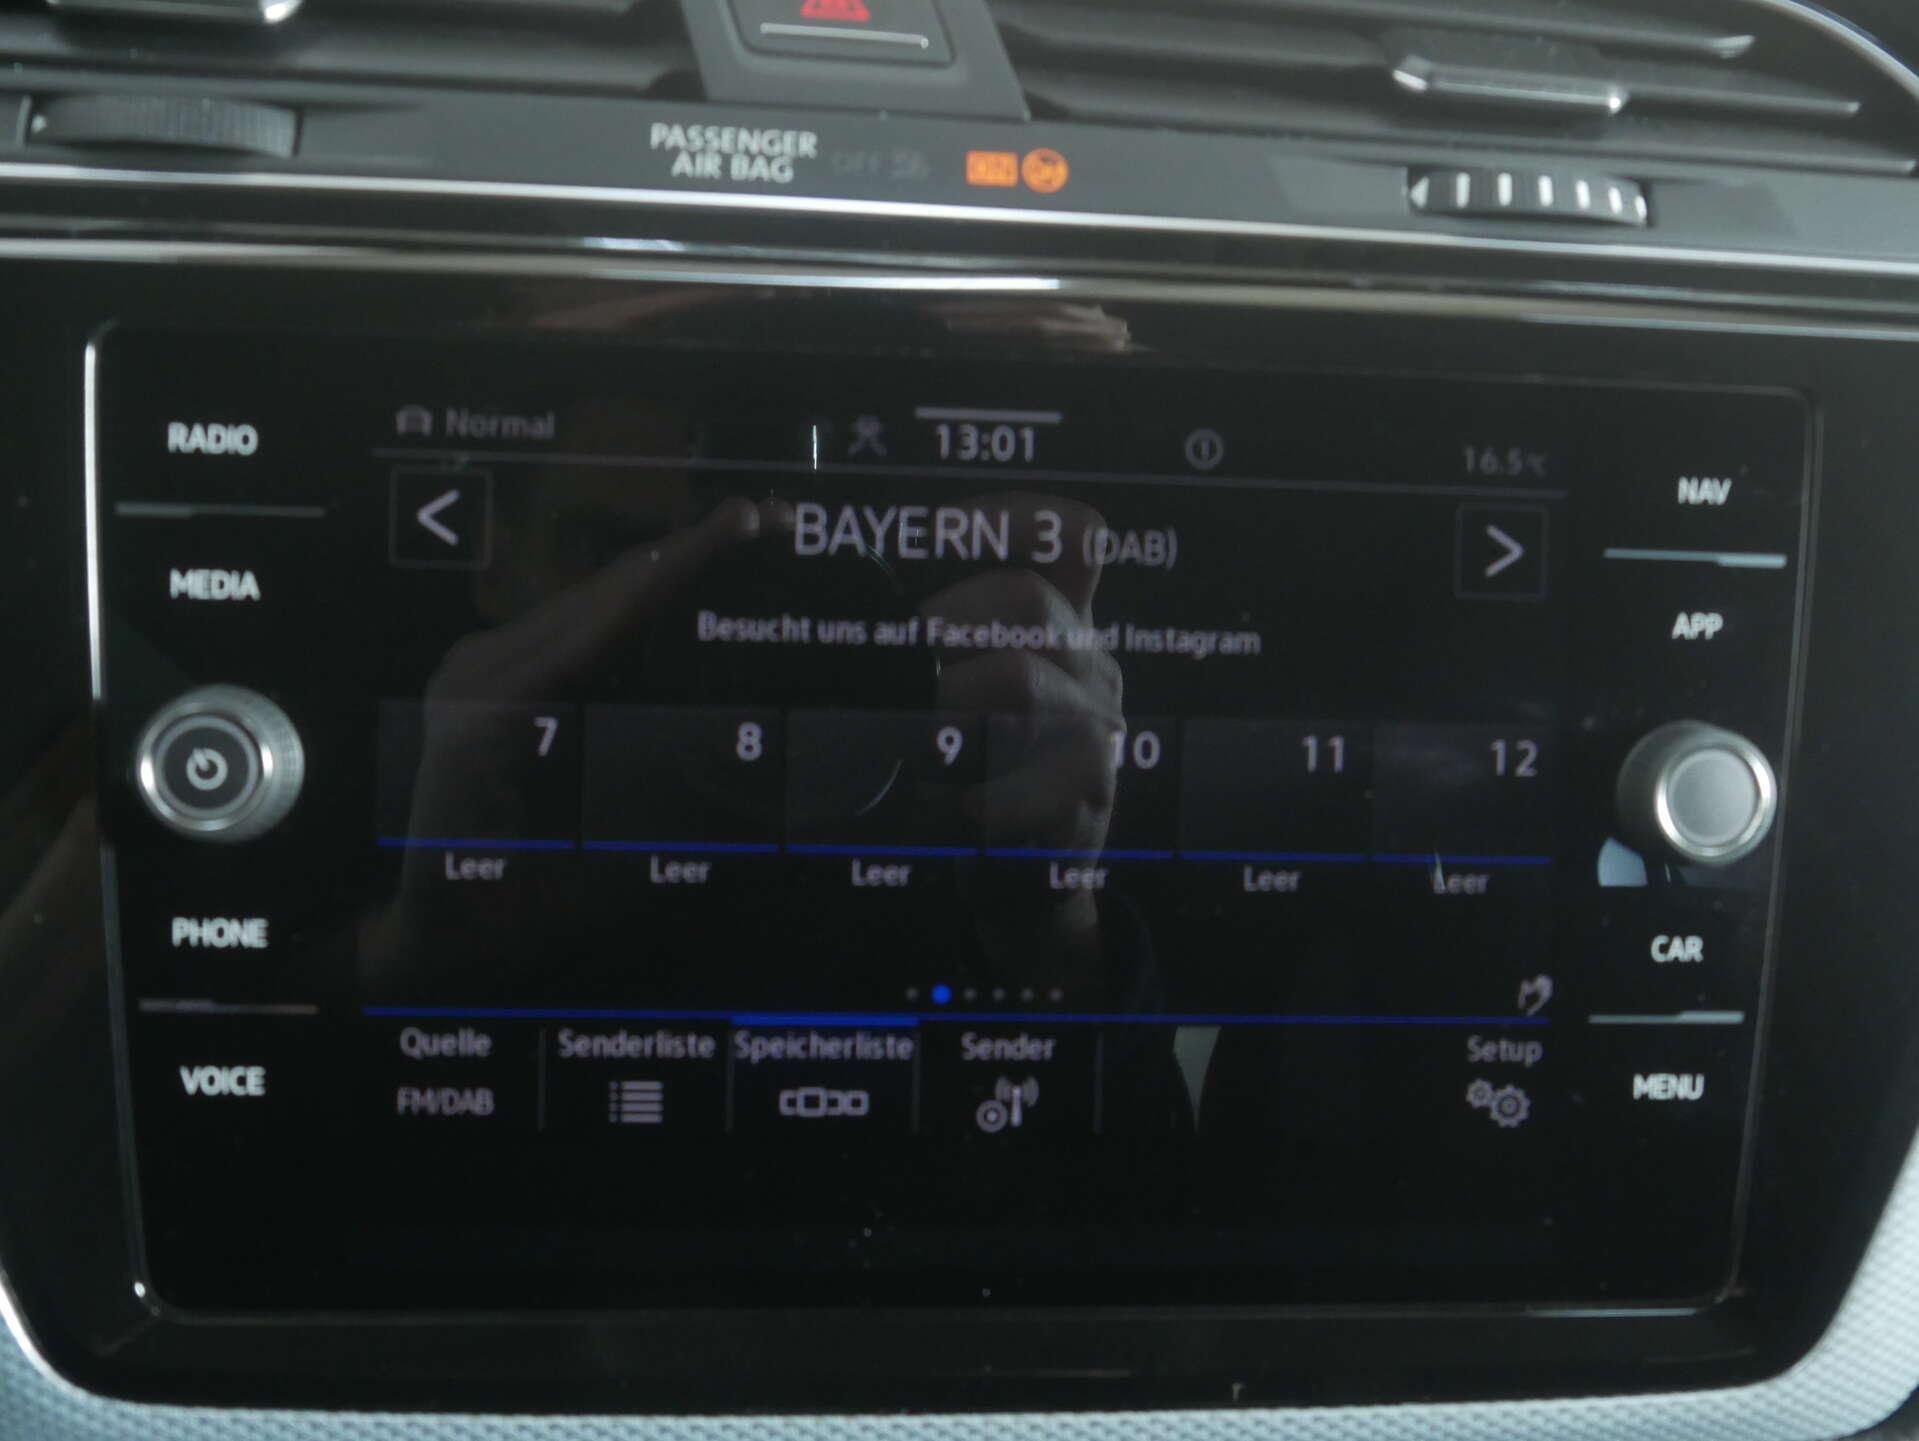 PASSENGER
AIR BAG
OFF
ON
RADIO
MEDIA
PHONE
VOICE
Normal
13:01
16.5°C
<
BAYERN 3 (DAB)
>
Besucht uns auf Facebook und Instagram
7
8
9
10
11
12
Leer
Leer
Leer
Leer
Leer
Leer
Quelle
FM/DAB
Senderliste
Speicherliste
Sender
Setup
NAV
APP
CAR
MENU